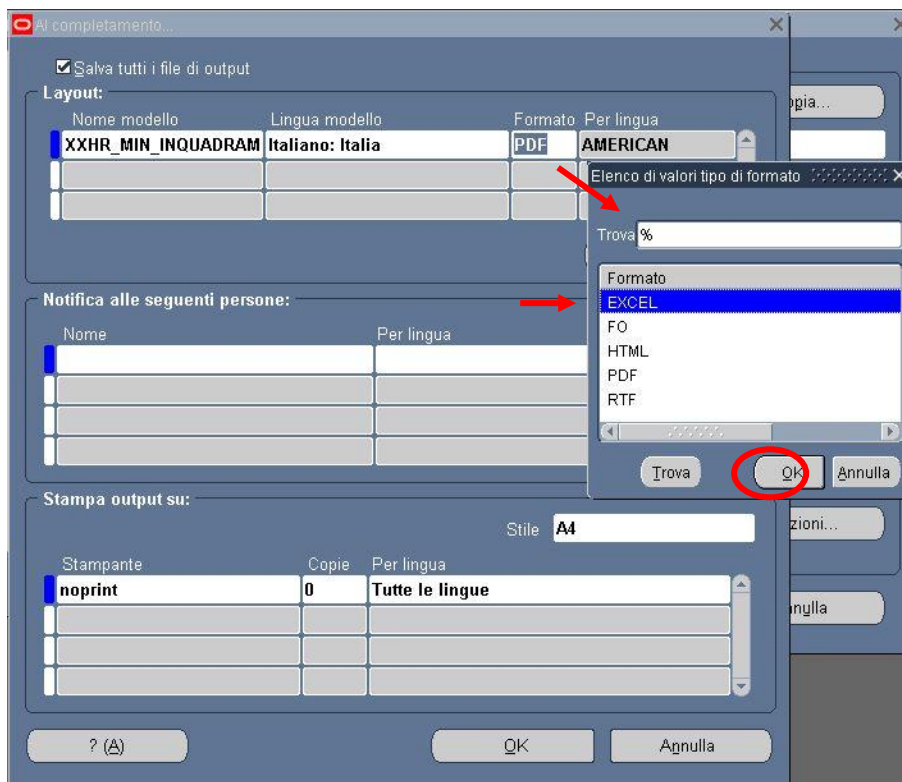 Al completamento...
Salva tutti i file di output
Layout:
Nome modello Lingua modello Formato Per lingua
XXHR_MIN_INQUADRAM Italiano: Italia PDF AMERICAN
Elenco di valori tipo di formato
Trova %
Formato
EXCEL
FO
HTML
PDF
RTF
Trova OK Annulla
Notifica alle seguenti persone:
Nome Per lingua
Stampa output su:
Stile A4
Stampante Copie Per lingua
noprint 0 Tutte le lingue
? (A) OK Annulla
opia...
zioni...
nnulla